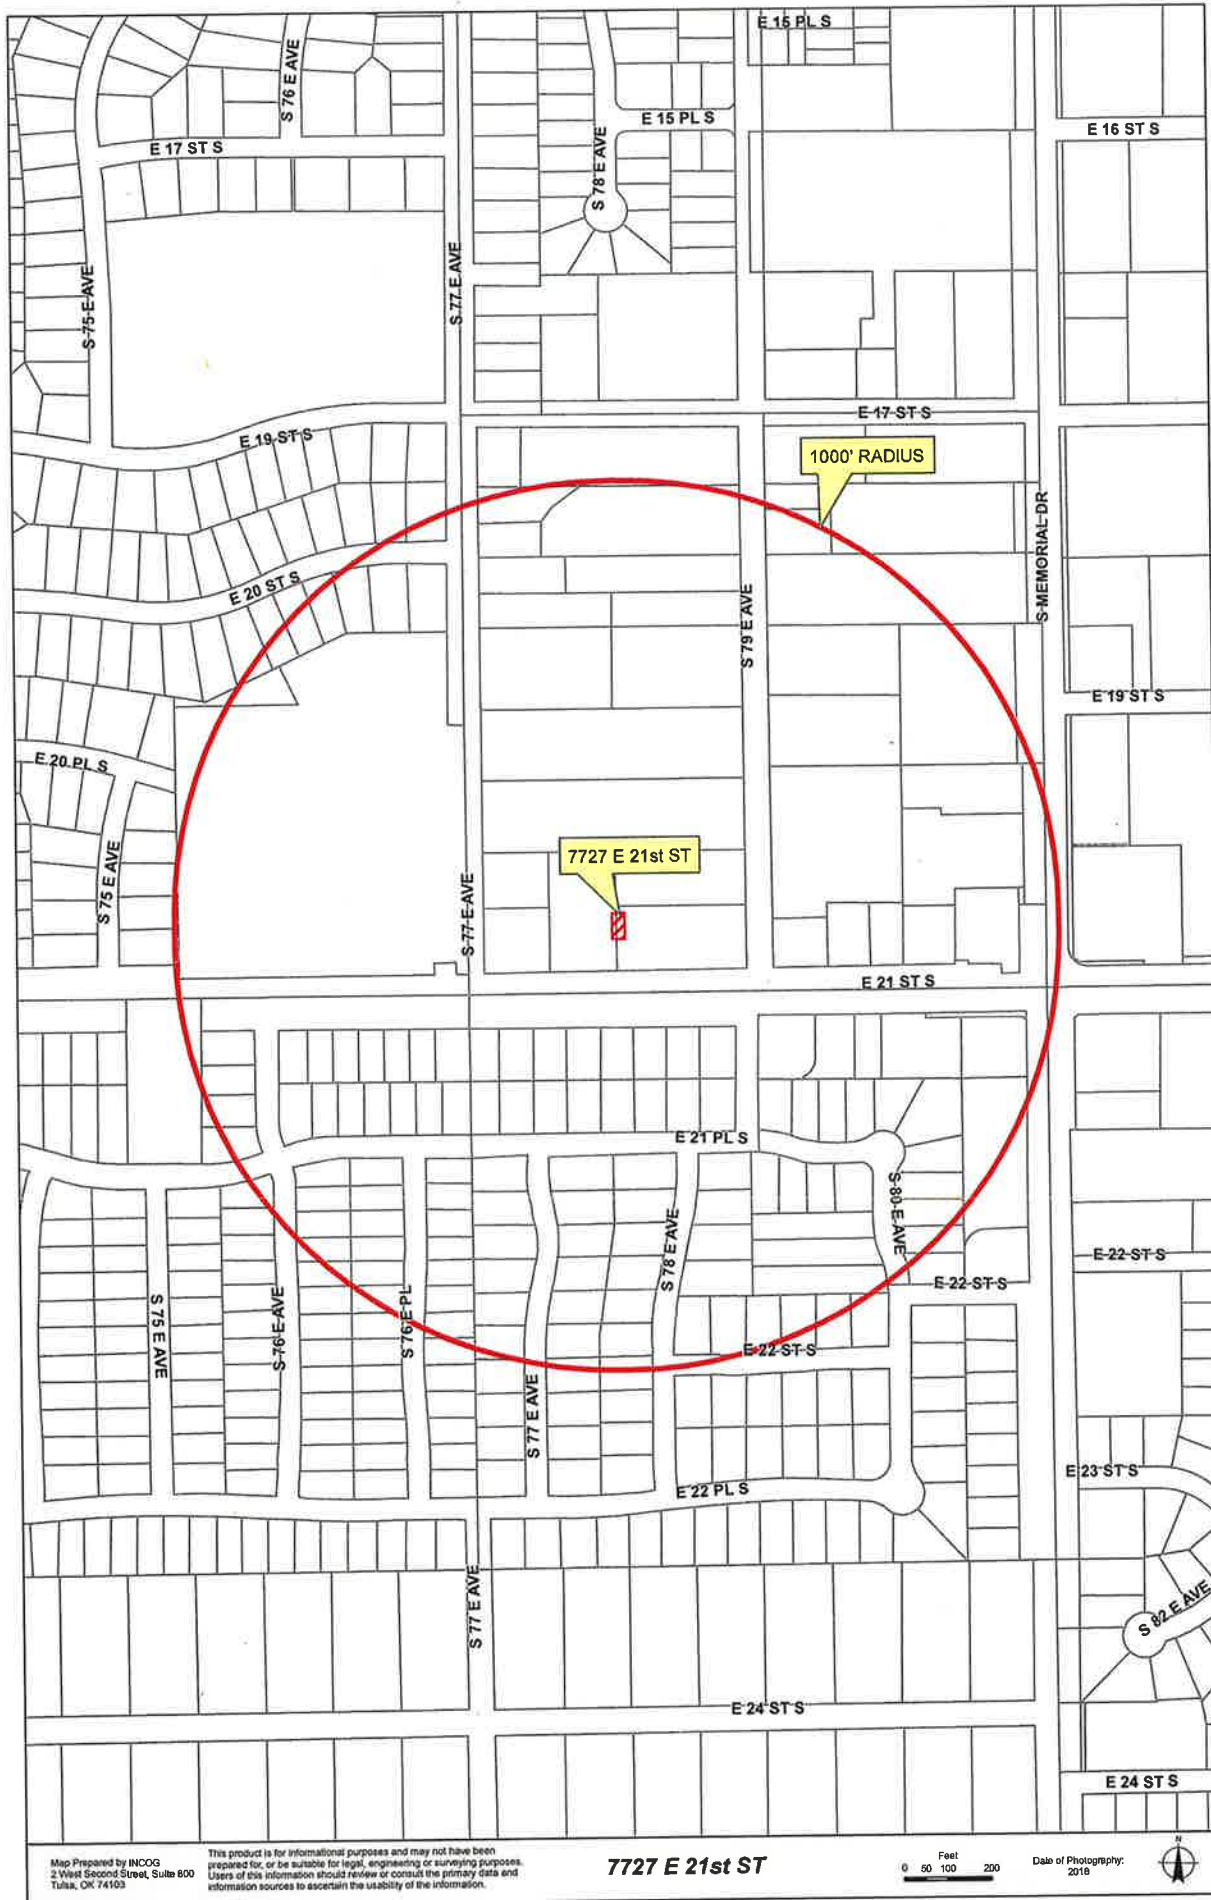 E 15 PL S
S 76 E AVE
E 15 PL S
E 16 ST S
E 17 ST S
S 78 E AVE
S 75 E AVE
S 77 E AVE
E 17 ST S
E 19 ST S
1000' RADIUS
S MEMORIAL DR
E 20 ST S
S 79 E AVE
E 19 ST S
E 20 PL S
7727 E 21st ST
S 75 E AVE
S 77 E AVE
E 21 ST S
E 21 PL S
S 80 E AVE
S 78 E AVE
E 22 ST S
E 22 ST S
S 75 E AVE
S 76 E AVE
S 76 E PL
E 22 ST S
S 77 E AVE
E 23 ST S
E 22 PL S
S 77 E AVE
S 82 E AVE
E 24 ST S
E 24 ST S
Map Prepared by INCOG
2 West Second Street, Suite 800
Tulsa, OK 74103
This product is for informational purposes and may not have been
prepared for, or be suitable for legal, engineering or surveying purposes.
Users of this information should review or consult the primary data and
information sources to ascertain the usability of the information.
7727 E 21st ST
Feet
0 50 100 200
Date of Photography:
2018
N